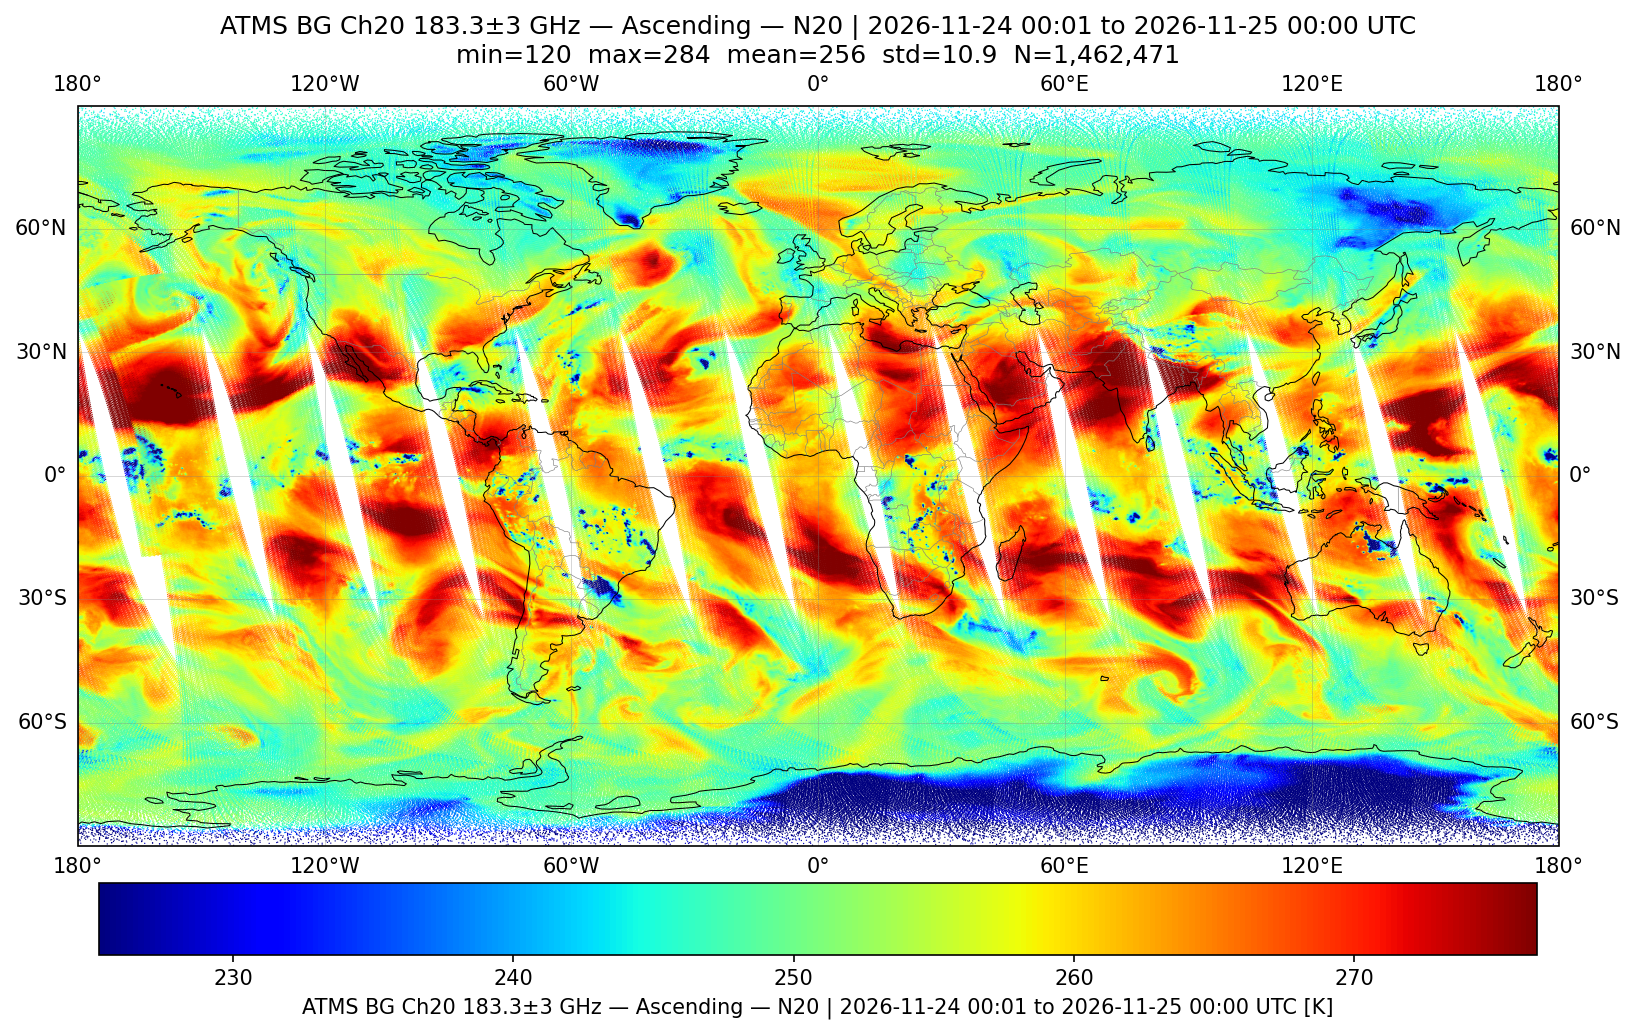 ATMS BG Ch20 183.3±3 GHz — Ascending — N20 | 2026-11-24 00:01 to 2026-11-25 00:00 UTC
min=120 max=284 mean=256 std=10.9 N=1,462,471
180° 120°W 60°W 0° 60°E 120°E 180°
60°N 60°N
30°N 30°N
0° 0°
30°S 30°S
60°S 60°S
180° 120°W 60°W 0° 60°E 120°E 180°
230 240 250 260 270
ATMS BG Ch20 183.3±3 GHz — Ascending — N20 | 2026-11-24 00:01 to 2026-11-25 00:00 UTC [K]